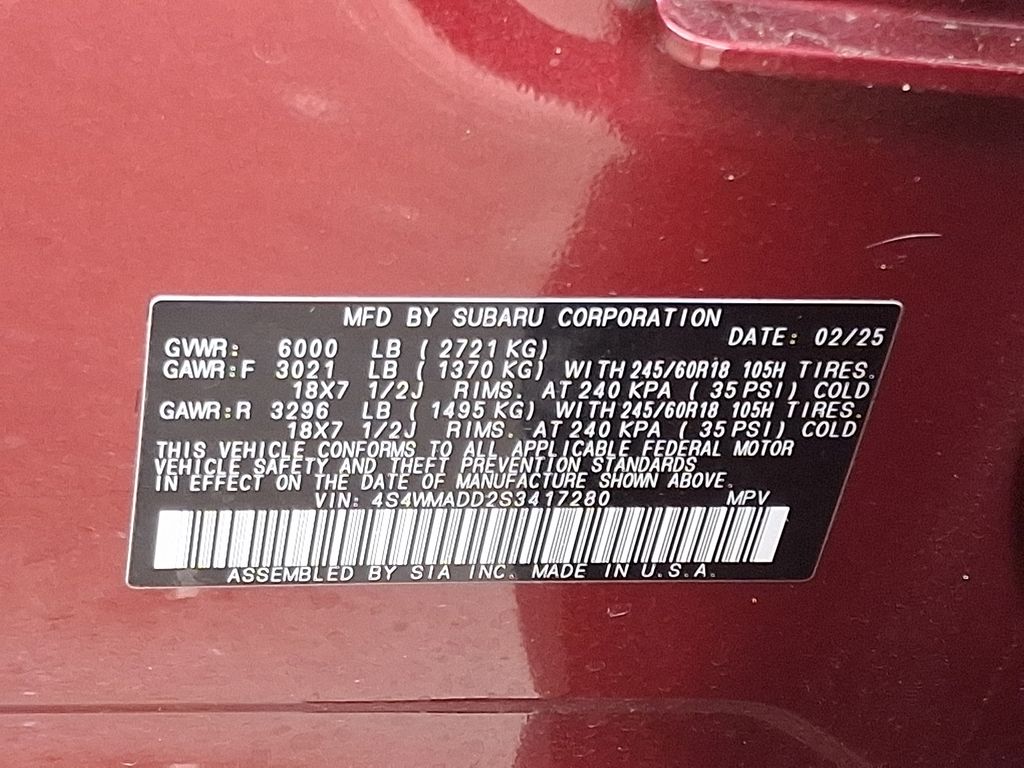 MFD BY SUBARU CORPORATION
DATE: 02/25
GVWR: 6000 LB ( 2721 KG)
GAWR:F 3021 LB ( 1370 KG) WITH 245/60R18 105H TIRES.
18X7 1/2J RIMS. AT 240 KPA ( 35 PSI) COLD
GAWR:R 3296 LB ( 1495 KG) WITH 245/60R18 105H TIRES.
18X7 1/2J RIMS. AT 240 KPA ( 35 PSI) COLD
THIS VEHICLE CONFORMS TO ALL APPLICABLE FEDERAL MOTOR
VEHICLE SAFETY AND THEFT PREVENTION STANDARDS
IN EFFECT ON THE DATE OF MANUFACTURE SHOWN ABOVE.
VIN: 4S4WMADD2S3417280 MPV
ASSEMBLED BY SIA INC. MADE IN U.S.A.